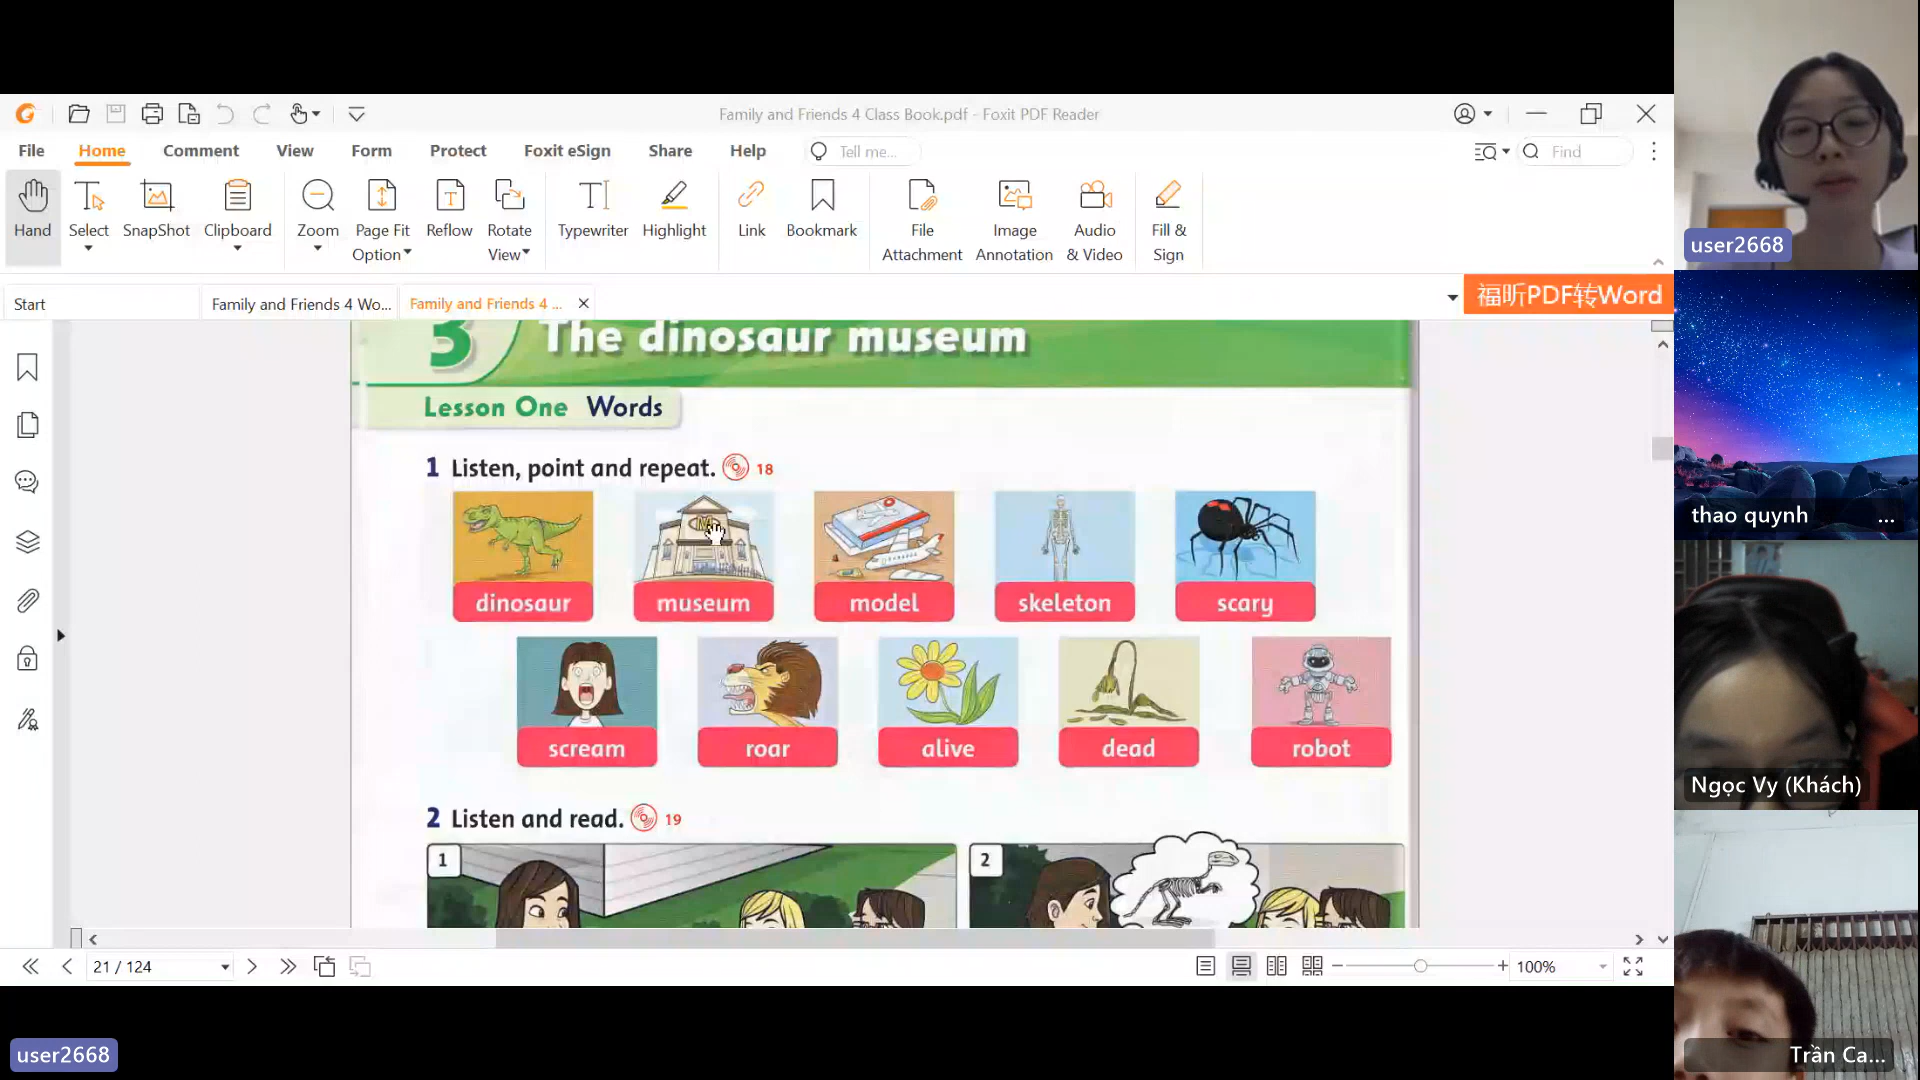 Family and Friends 4 Class Book.pdf - Foxit PDF Reader
File Home Comment View Form Protect Foxit eSign Share Help Tell me... Find
Hand Select SnapShot Clipboard Zoom Page Fit Option Reflow Rotate View Typewriter Highlight Link Bookmark File Attachment Image Annotation Audio & Video Fill & Sign
Start Family and Friends 4 Wo... Family and Friends 4 ... 福昕PDF转Word
3 The dinosaur museum
Lesson One Words
1 Listen, point and repeat. 18
dinosaur museum model skeleton scary
scream roar alive dead robot
2 Listen and read. 19
1 2
21 / 124 100%
user2668
user2668
thao quynh ...
Ngọc Vy (Khách)
Trần Ca...